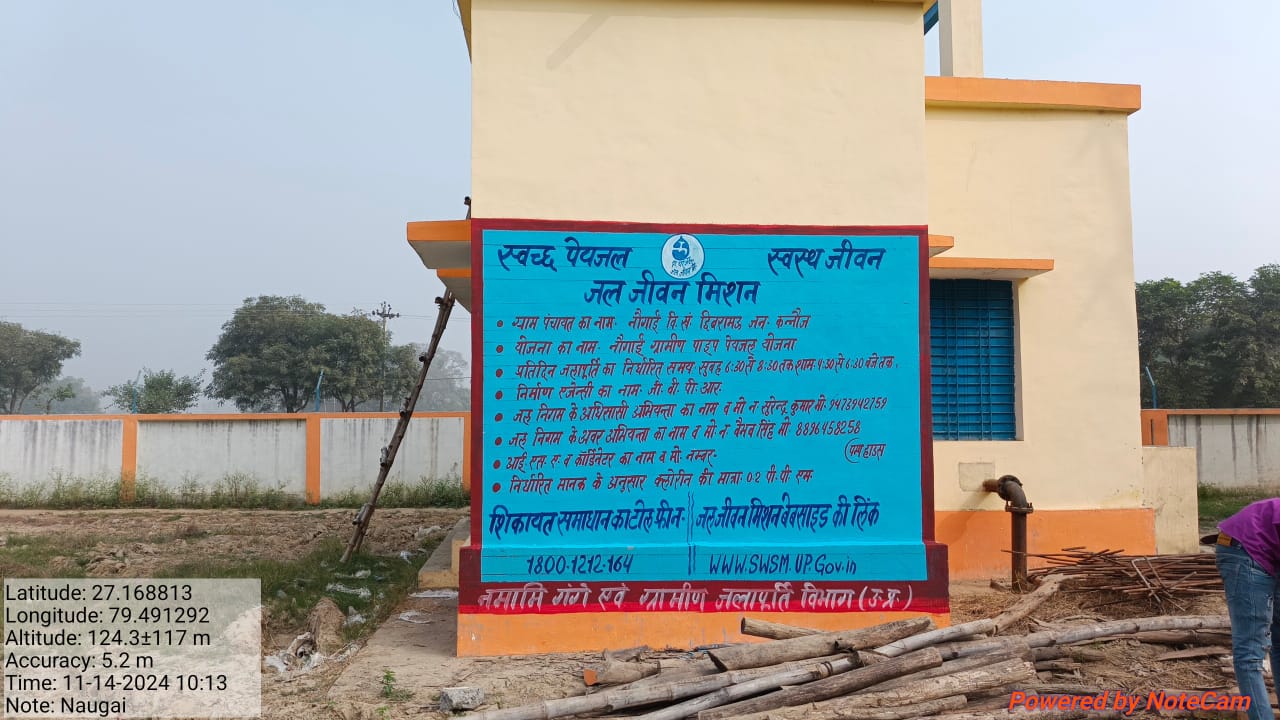 स्वच्छ पेयजल स्वस्थ जीवन
जल जीवन मिशन
• ग्राम पंचायत का नाम- नौगाई वि. सं. छिबरामऊ जन- कन्नौज
• योजना का नाम- नौगाई ग्रामीण पाइप पेयजल योजना
• प्रतिदिन जलापूर्ति का निर्धारित समय- सुबह 6:30 से 8:30 तक शाम- 4:30 से 6:30 बजे तक.
• निर्माण एजेन्सी का नाम- जी. वी. पी. आर.
• जल निगम के अधिसासी अभियन्ता का नाम व मो न. सुरेन्द्र कुमार मो: 9473942759
• जल निगम के अवर अभियन्ता का नाम व मो न. वैभव सिंह मो: 8896458258
• आई. एस. ए. व कॉर्डिनेटर का नाम व मो. नम्बर- पम्प हाउस
• निर्धारित मानक के अनुसार क्लोरीन की मात्रा 0.2 पी. पी. एम.
शिकायत समाधान का टोल फ्री न.- जल जीवन मिशन वेबसाइड की लिंक
1800.1212.164 WWW.SWSM.UP.Gov.in
नमामि गंगे एवं ग्रामीण जलापूर्ति विभाग (उ.प्र.)
Latitude: 27.168813
Longitude: 79.491292
Altitude: 124.3±117 m
Accuracy: 5.2 m
Time: 11-14-2024 10:13
Note: Naugai
Powered by NoteCam